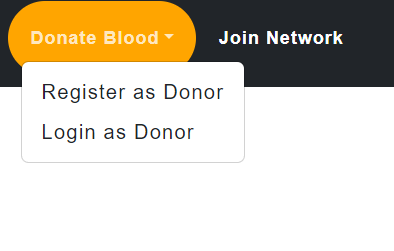 Donate Blood Join Network
Register as Donor
Login as Donor